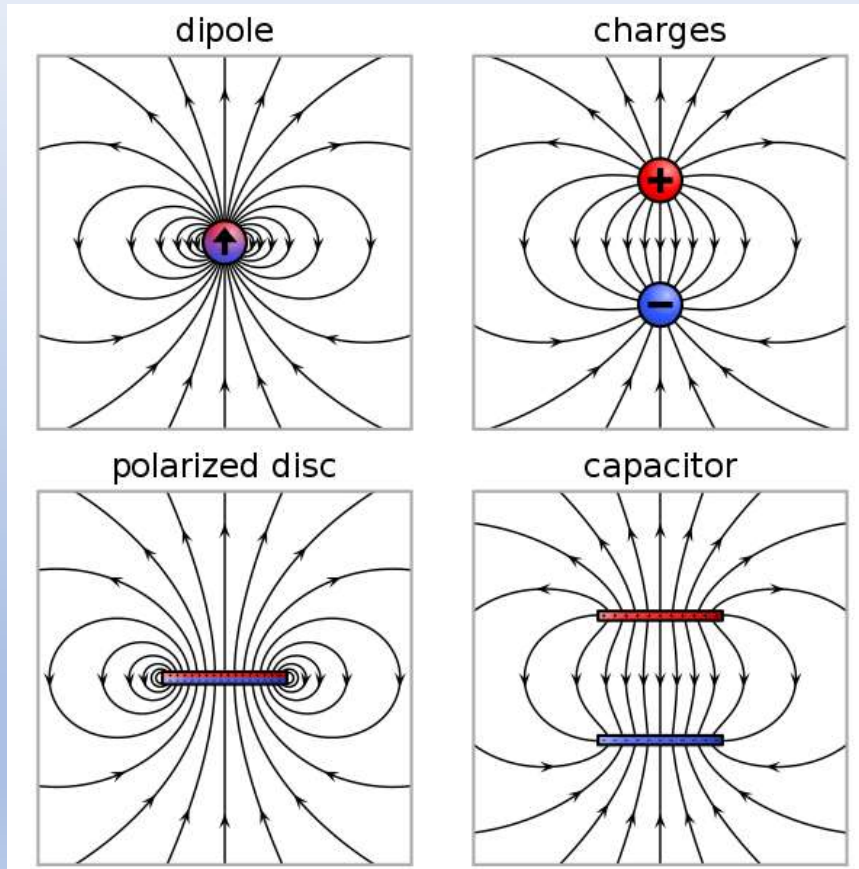 dipole
charges
+
−
polarized disc
capacitor